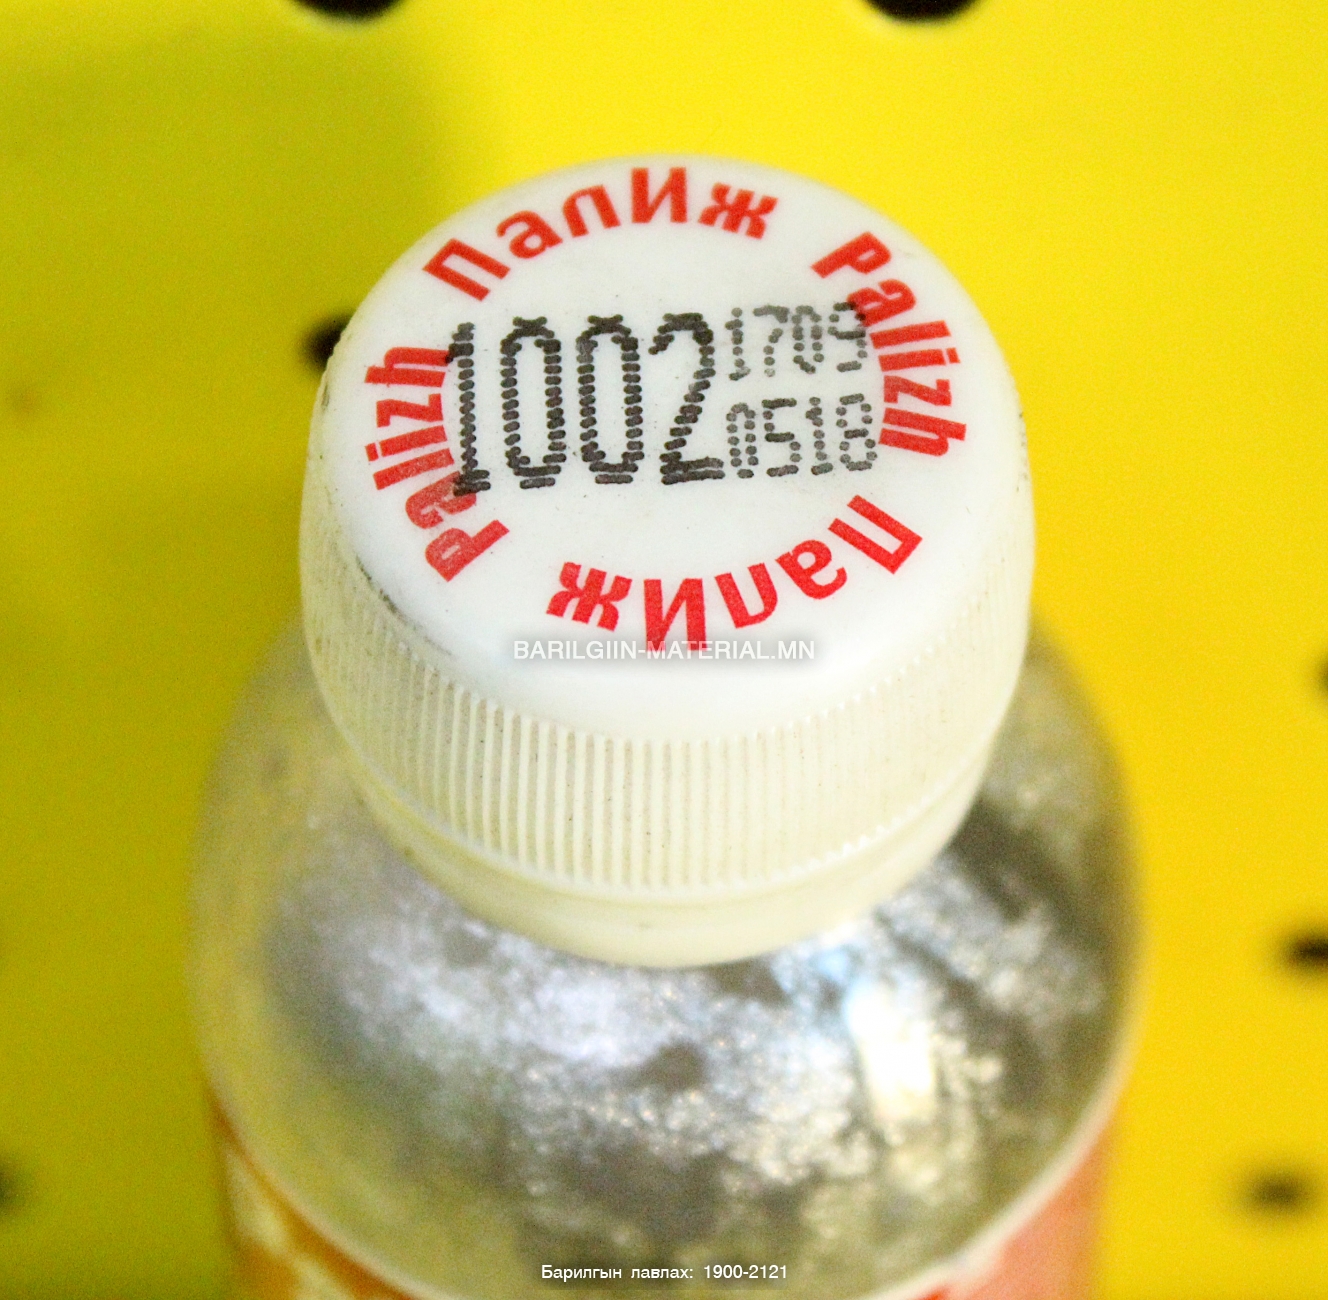 ПалИж Palizh ПалИж Palizh
1002
1709
0518
BARILGIIN-MATERIAL.MN
Барилгын лавлах: 1900-2121